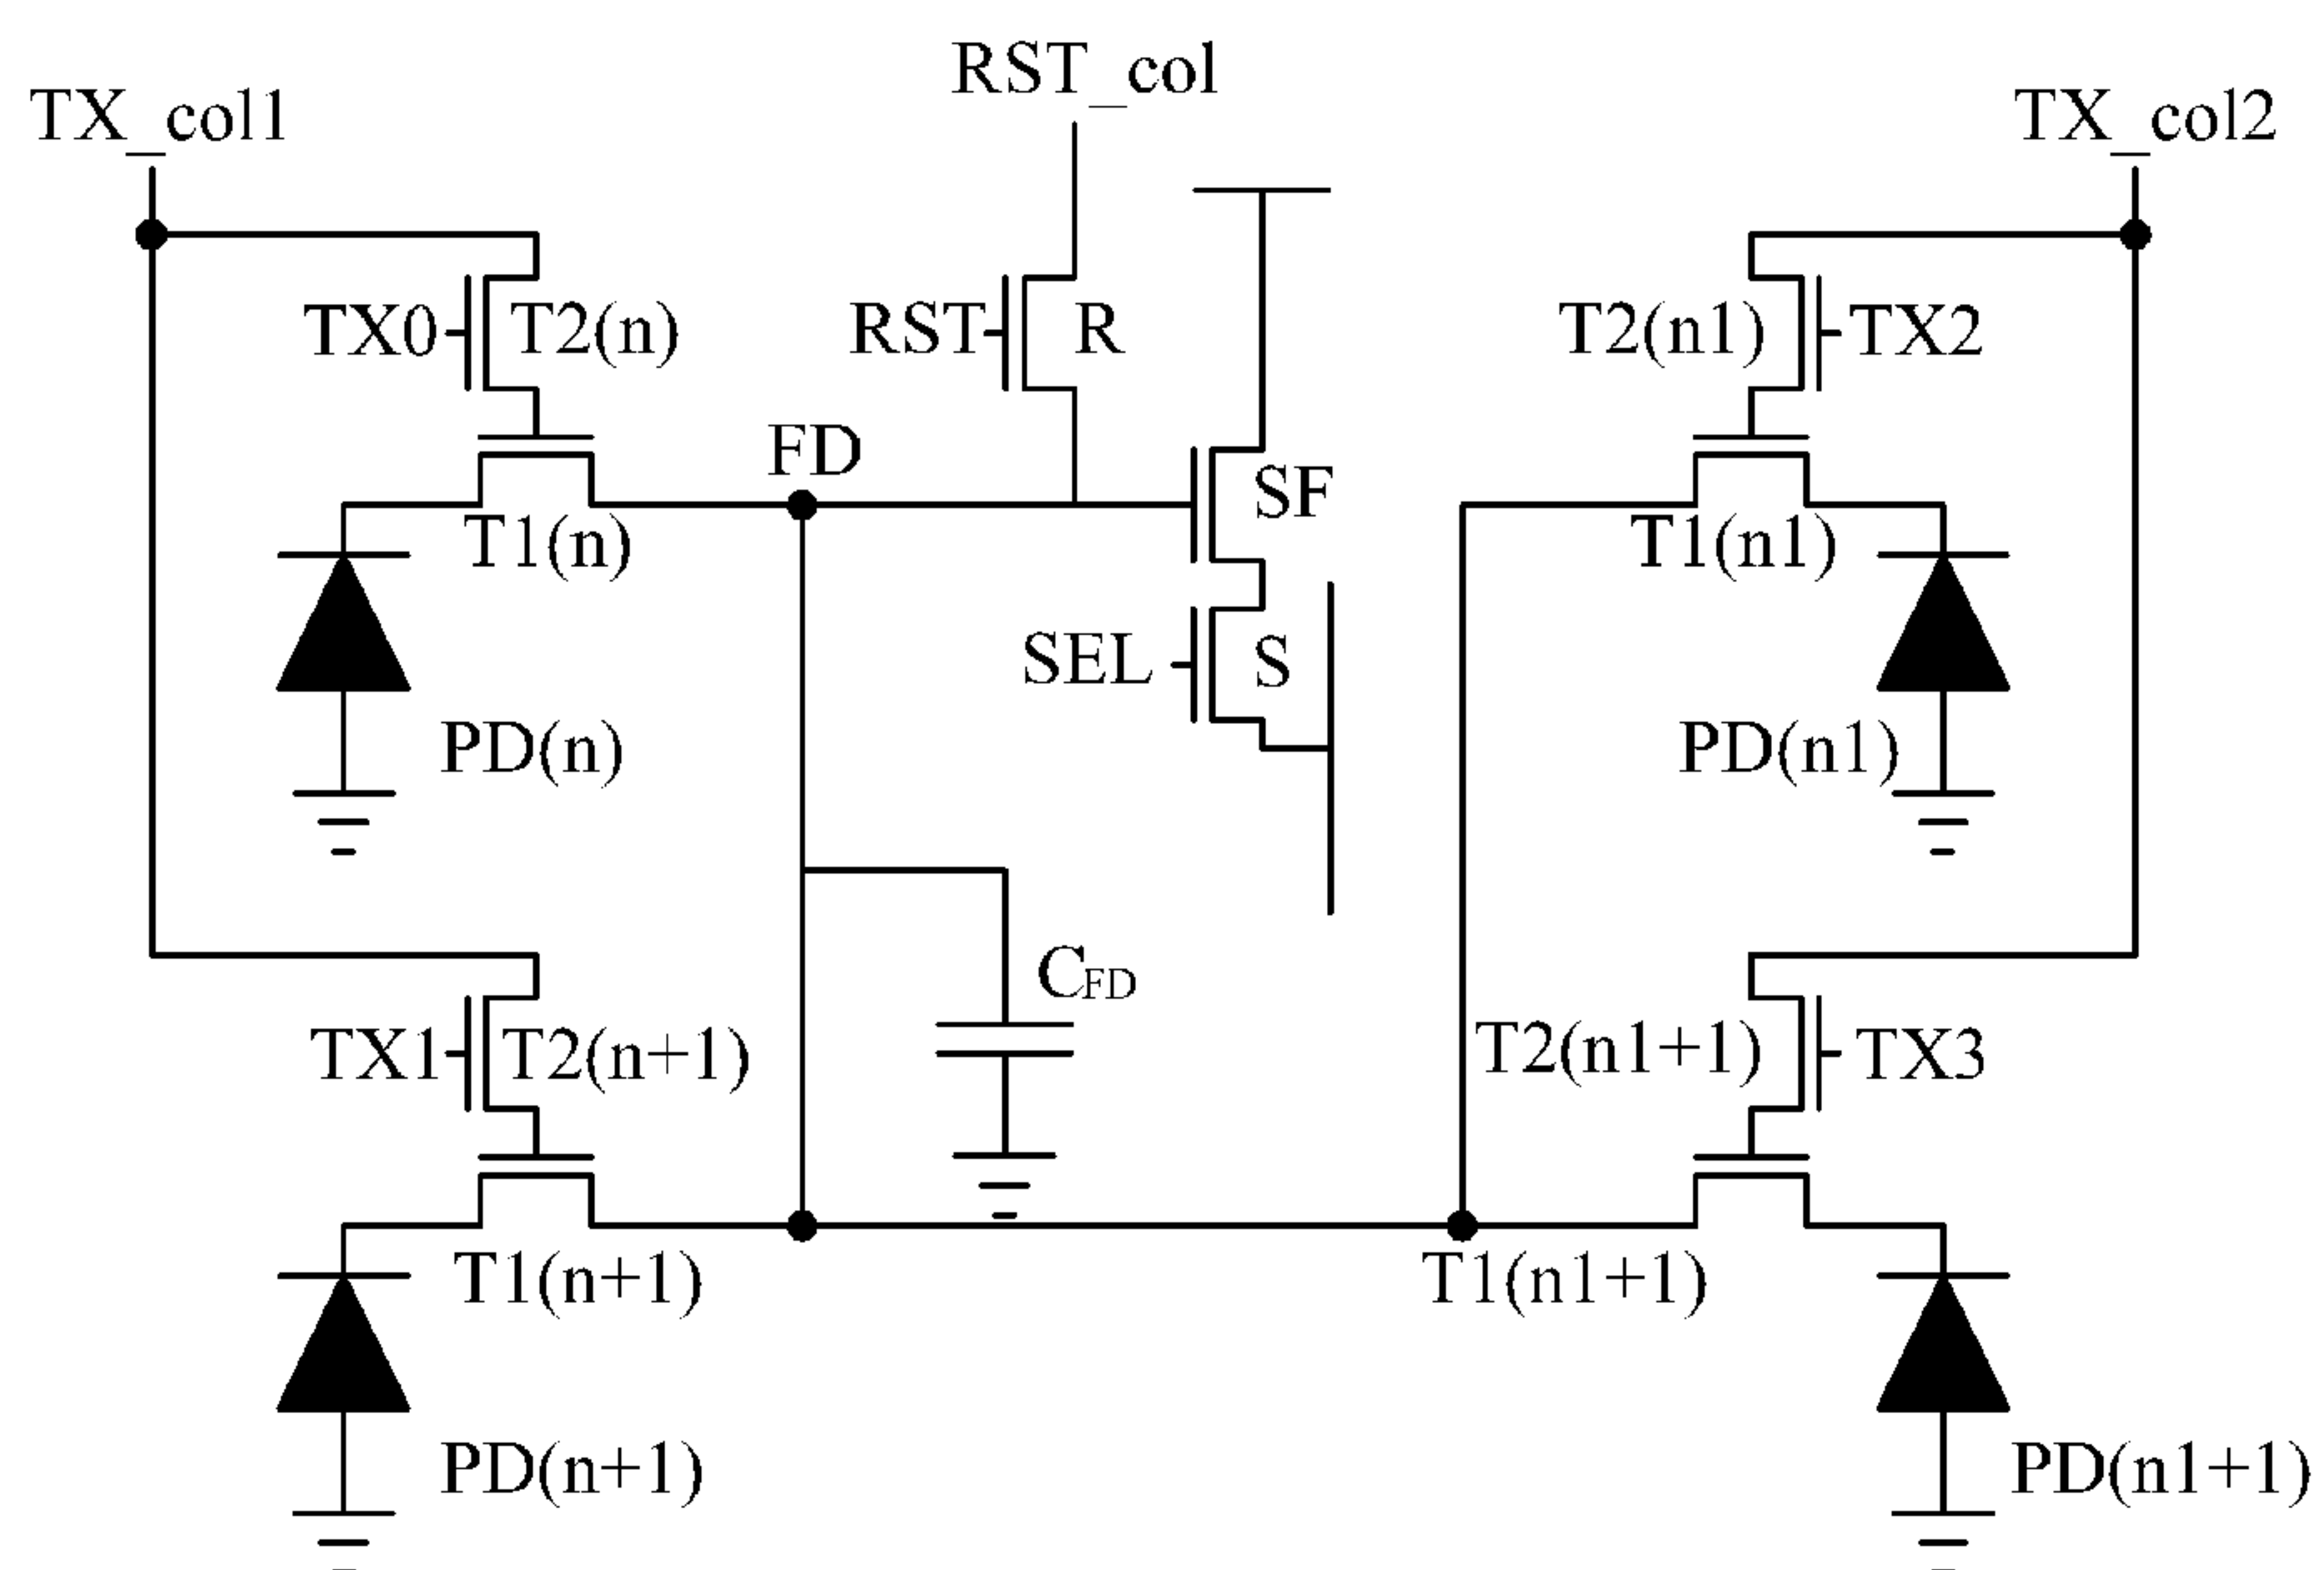 RST_col
TX_col1
TX_col2
TX0
T2(n)
RST
R
T2(n1)
TX2
FD
SF
T1(n)
T1(n1)
SEL
S
PD(n)
PD(n1)
CFD
TX1
T2(n+1)
T2(n1+1)
TX3
T1(n+1)
T1(n1+1)
PD(n+1)
PD(n1+1)